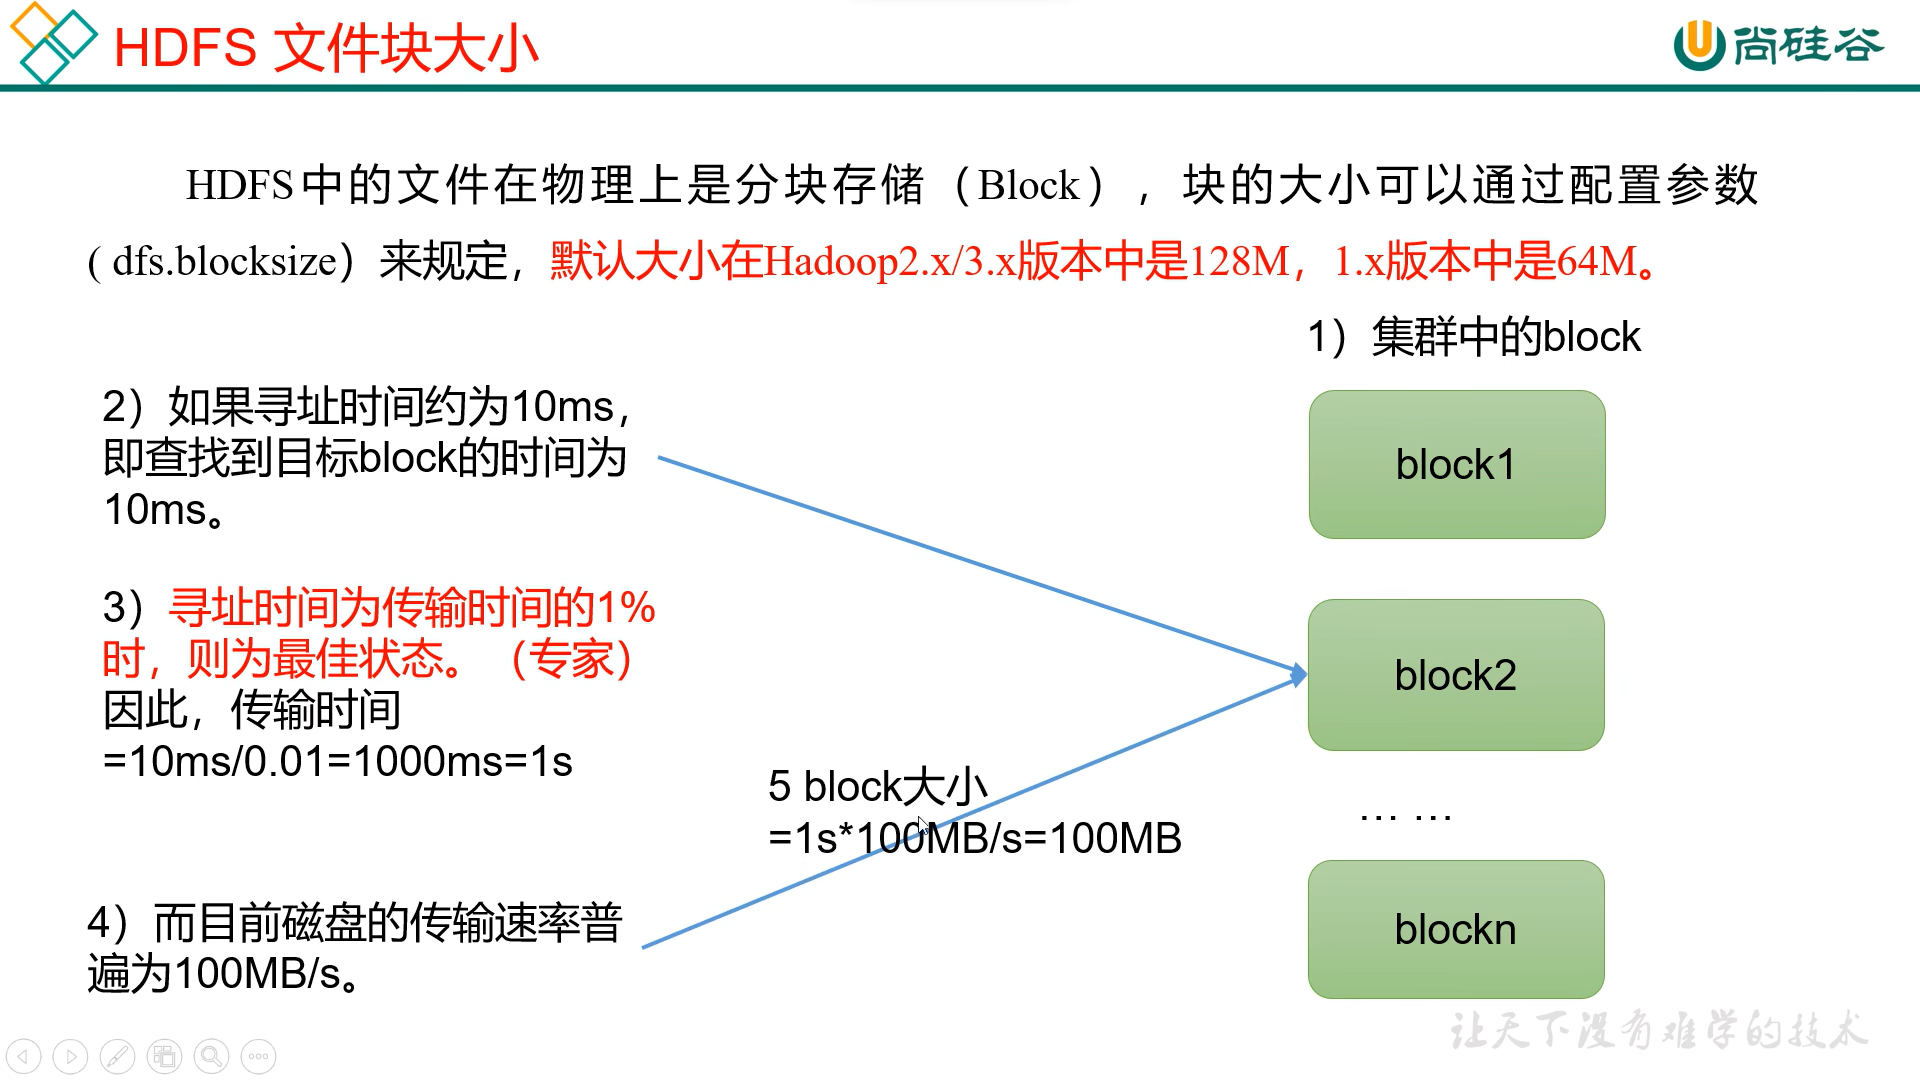 HDFS 文件块大小
尚硅谷
HDFS中的文件在物理上是分块存储（Block），块的大小可以通过配置参数
( dfs.blocksize）来规定，默认大小在Hadoop2.x/3.x版本中是128M，1.x版本中是64M。
1）集群中的block
block1
block2
… …
blockn
2）如果寻址时间约为10ms，
即查找到目标block的时间为
10ms。
3）寻址时间为传输时间的1%
时，则为最佳状态。（专家）
因此，传输时间
=10ms/0.01=1000ms=1s
5 block大小
=1s*100MB/s=100MB
4）而目前磁盘的传输速率普
遍为100MB/s。
让天下没有难学的技术